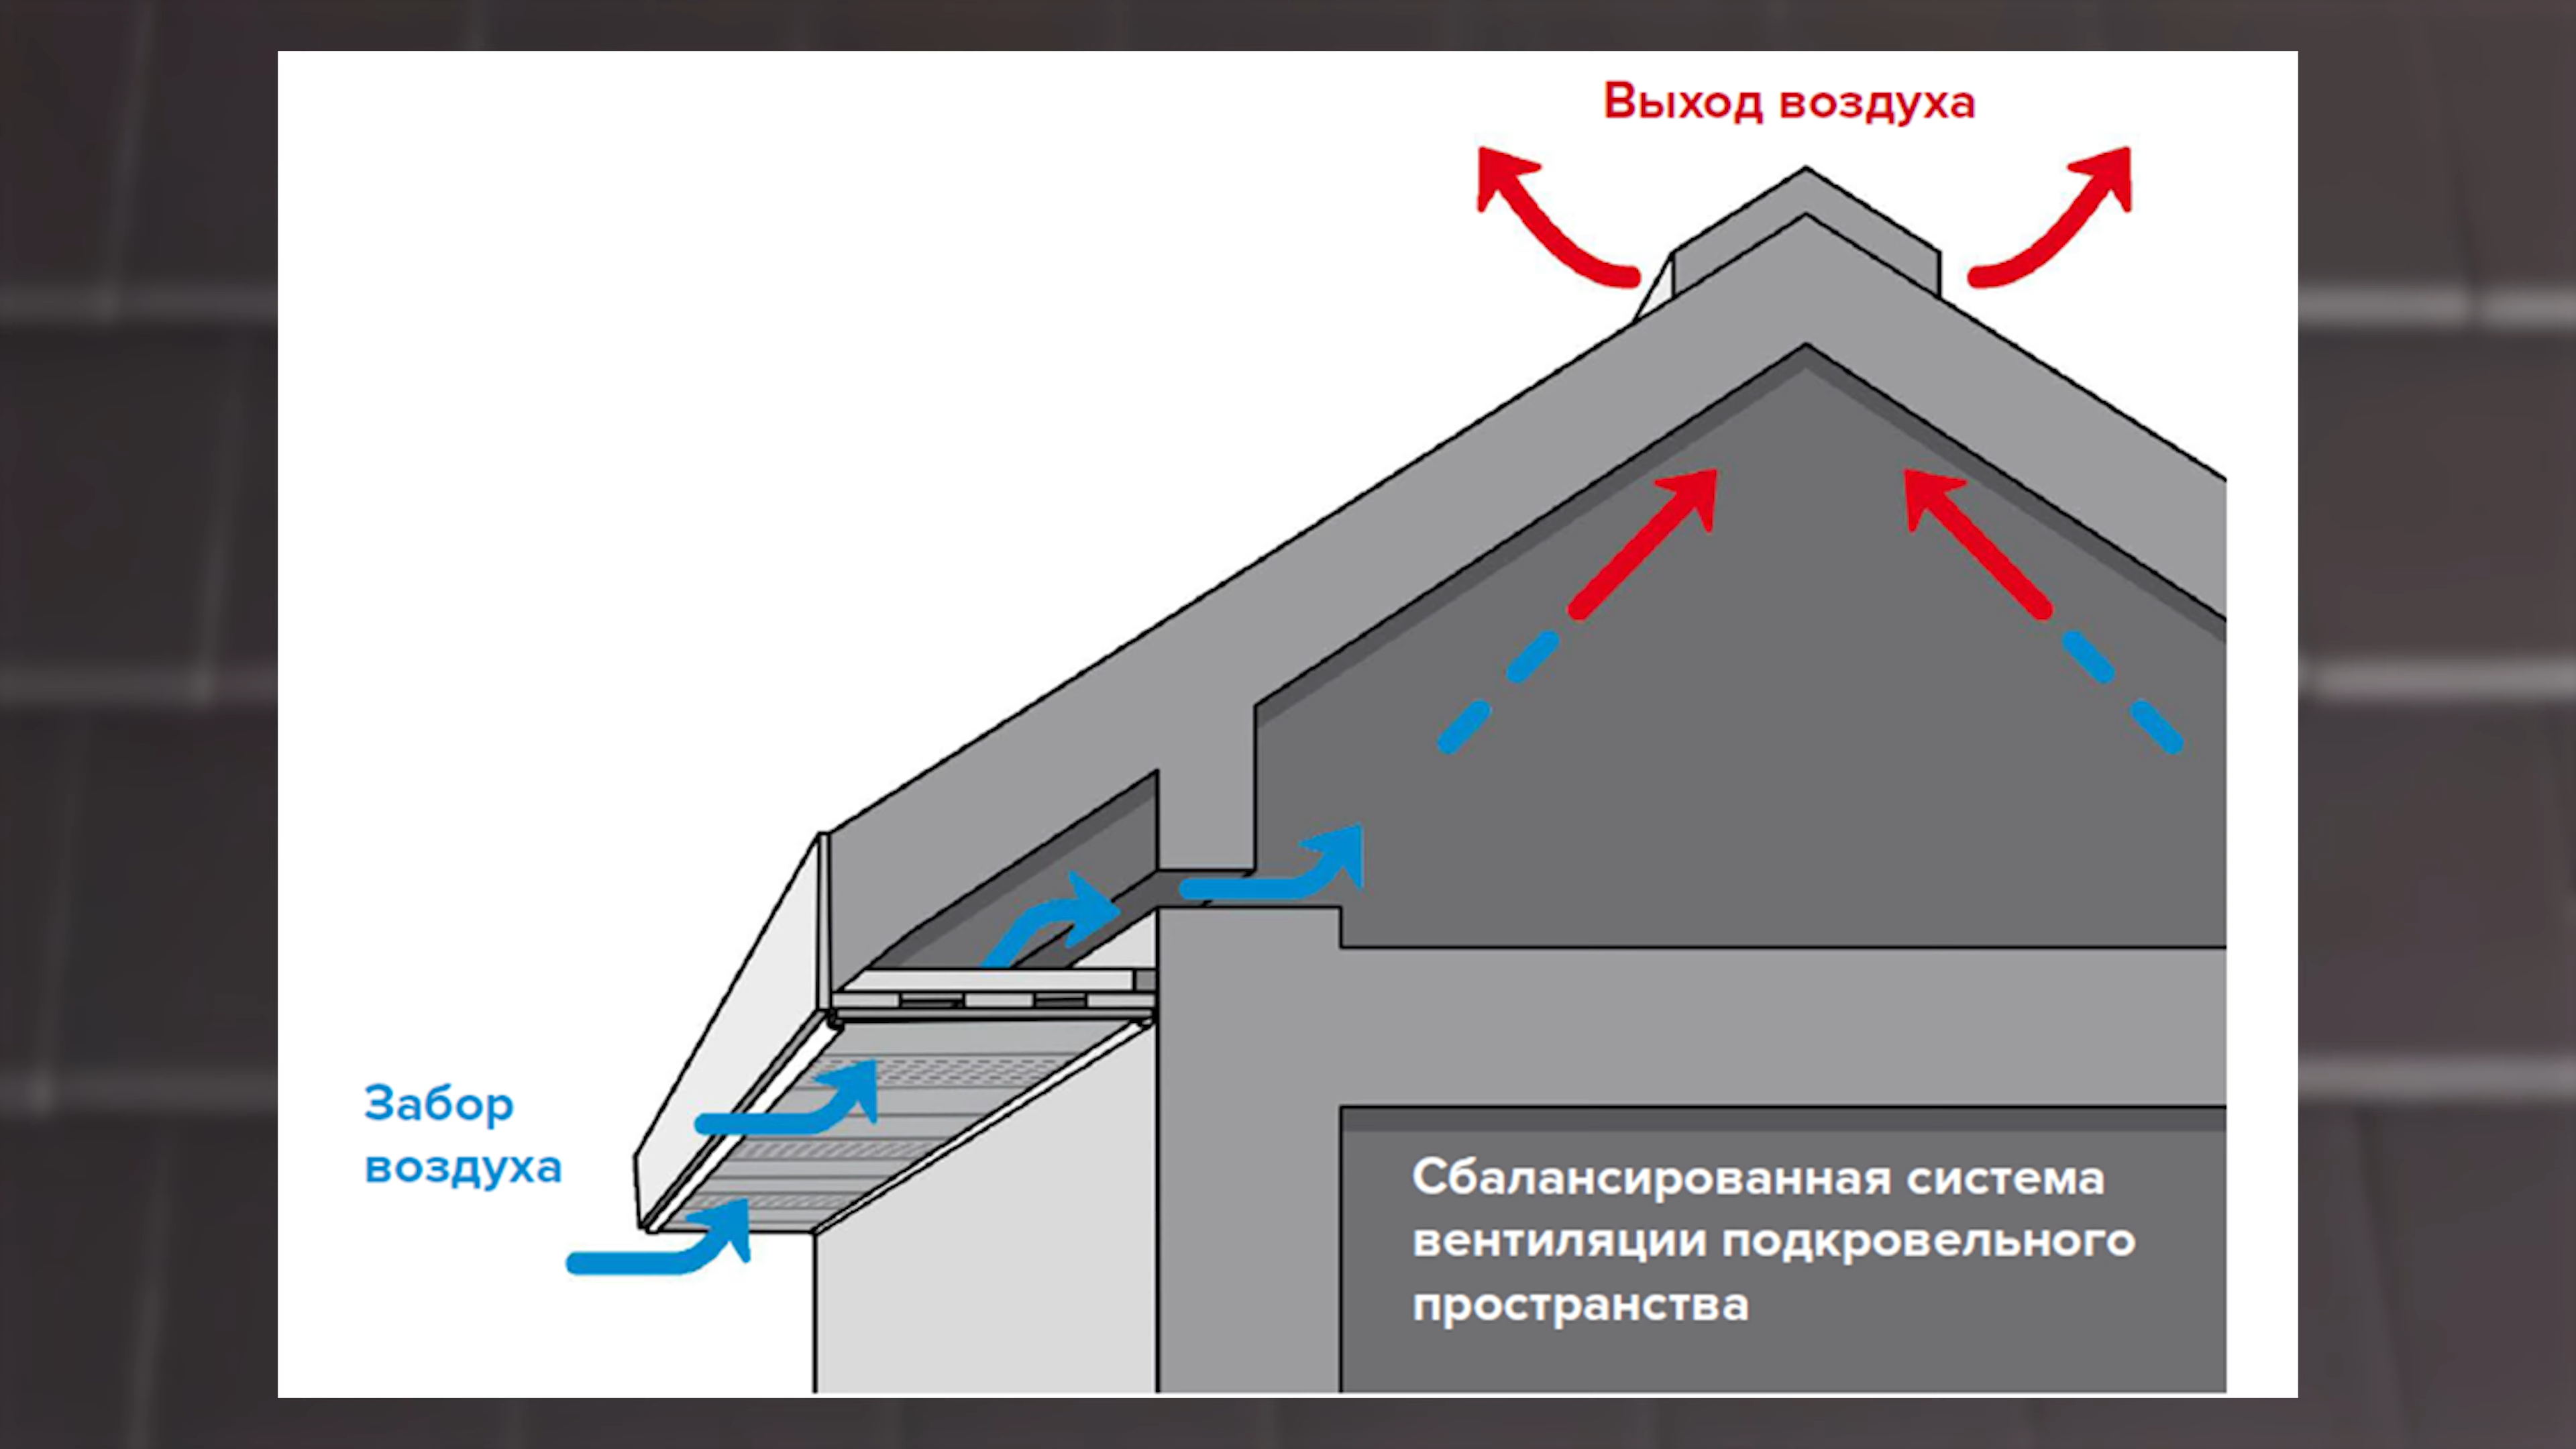 Выход воздуха
Забор
воздуха
Сбалансированная система
вентиляции подкровельного
пространства